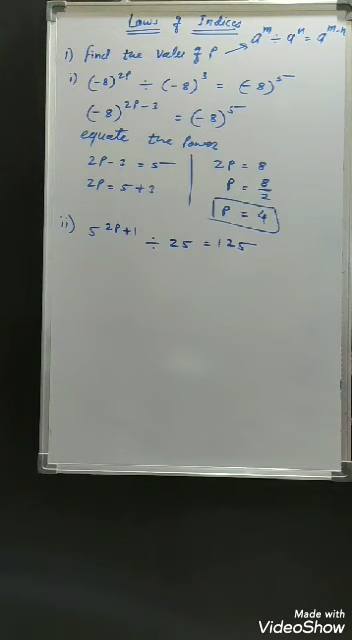 Laws of Indices
1) find the value of P → a^m ÷ a^n = a^m-n
i) (-8)^2P ÷ (-8)^3 = (-8)^5
(-8)^2P-3 = (-8)^5
equate the Power
2P-3 = 5
2P = 5+3
2P = 8
P = 8/2
P = 4
ii) 5^2P+1 ÷ 25 = 125
Made with
VideoShow